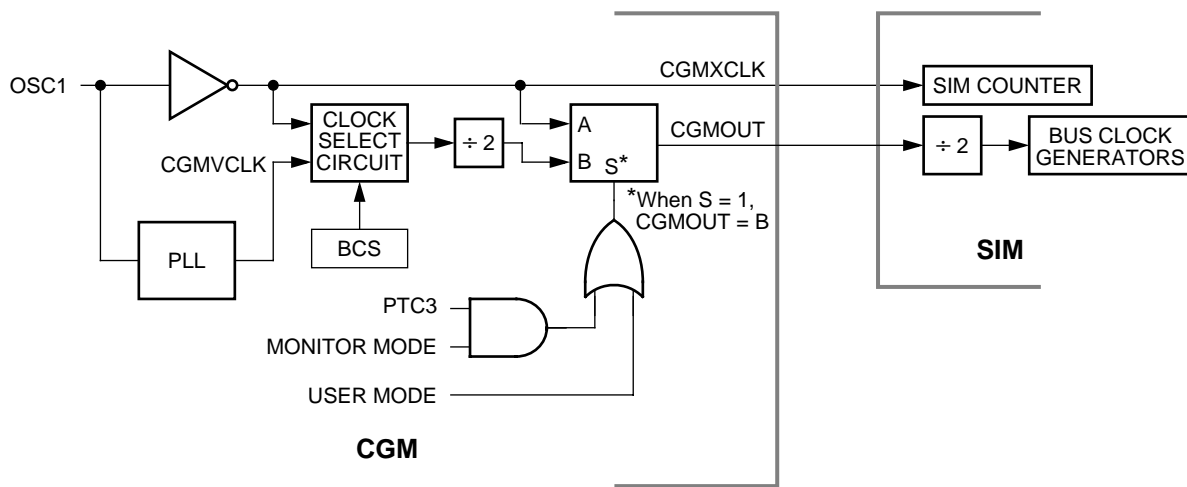 OSC1
CGMXCLK
SIM COUNTER
CLOCK
SELECT
CIRCUIT
÷ 2
A
B
S*
CGMOUT
÷ 2
BUS CLOCK
GENERATORS
CGMVCLK
*When S = 1,
CGMOUT = B
PLL
BCS
SIM
PTC3
MONITOR MODE
USER MODE
CGM